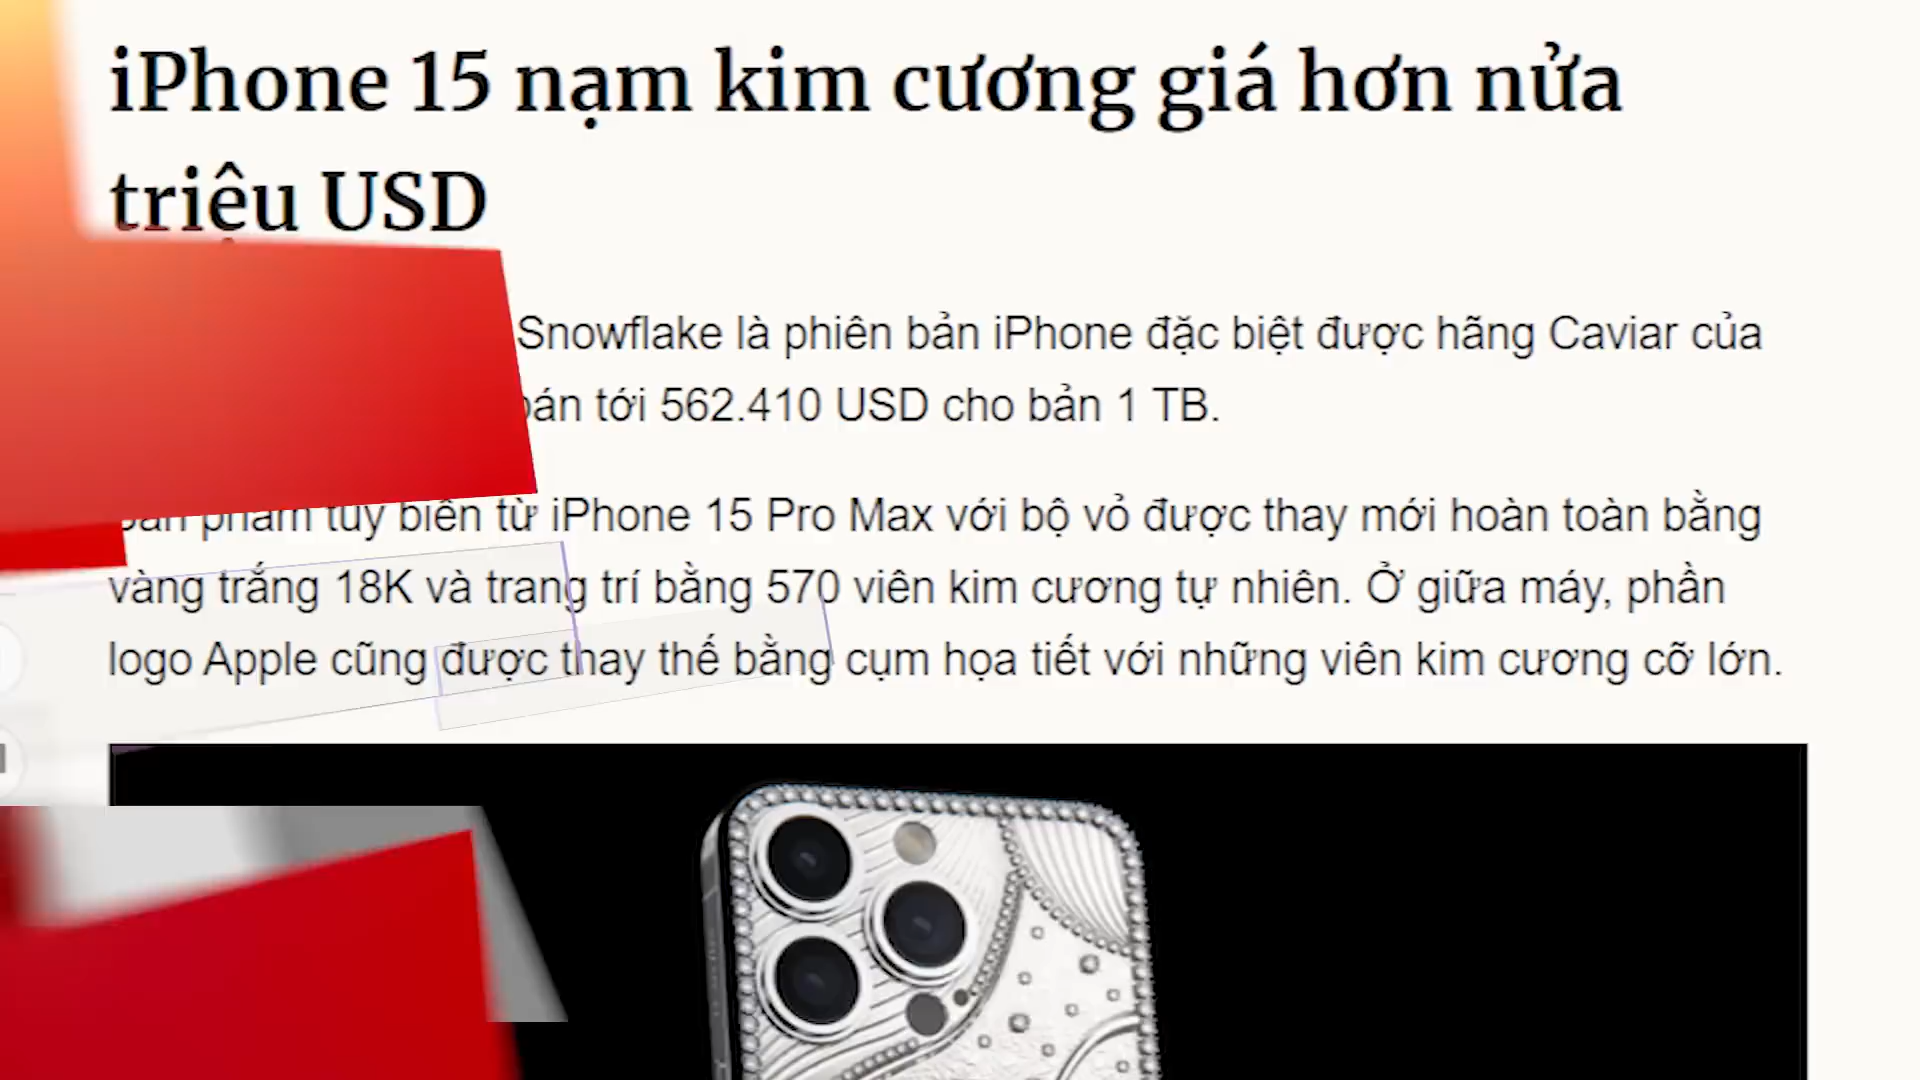 iPhone 15 nạm kim cương giá hơn nửa
triệu USD
Snowflake là phiên bản iPhone đặc biệt được hãng Caviar của
bán tới 562.410 USD cho bản 1 TB.
phẩm tùy biến từ iPhone 15 Pro Max với bộ vỏ được thay mới hoàn toàn bằng
vàng trắng 18K và trang trí bằng 570 viên kim cương tự nhiên. Ở giữa máy, phần
logo Apple cũng được thay thế bằng cụm họa tiết với những viên kim cương cỡ lớn.